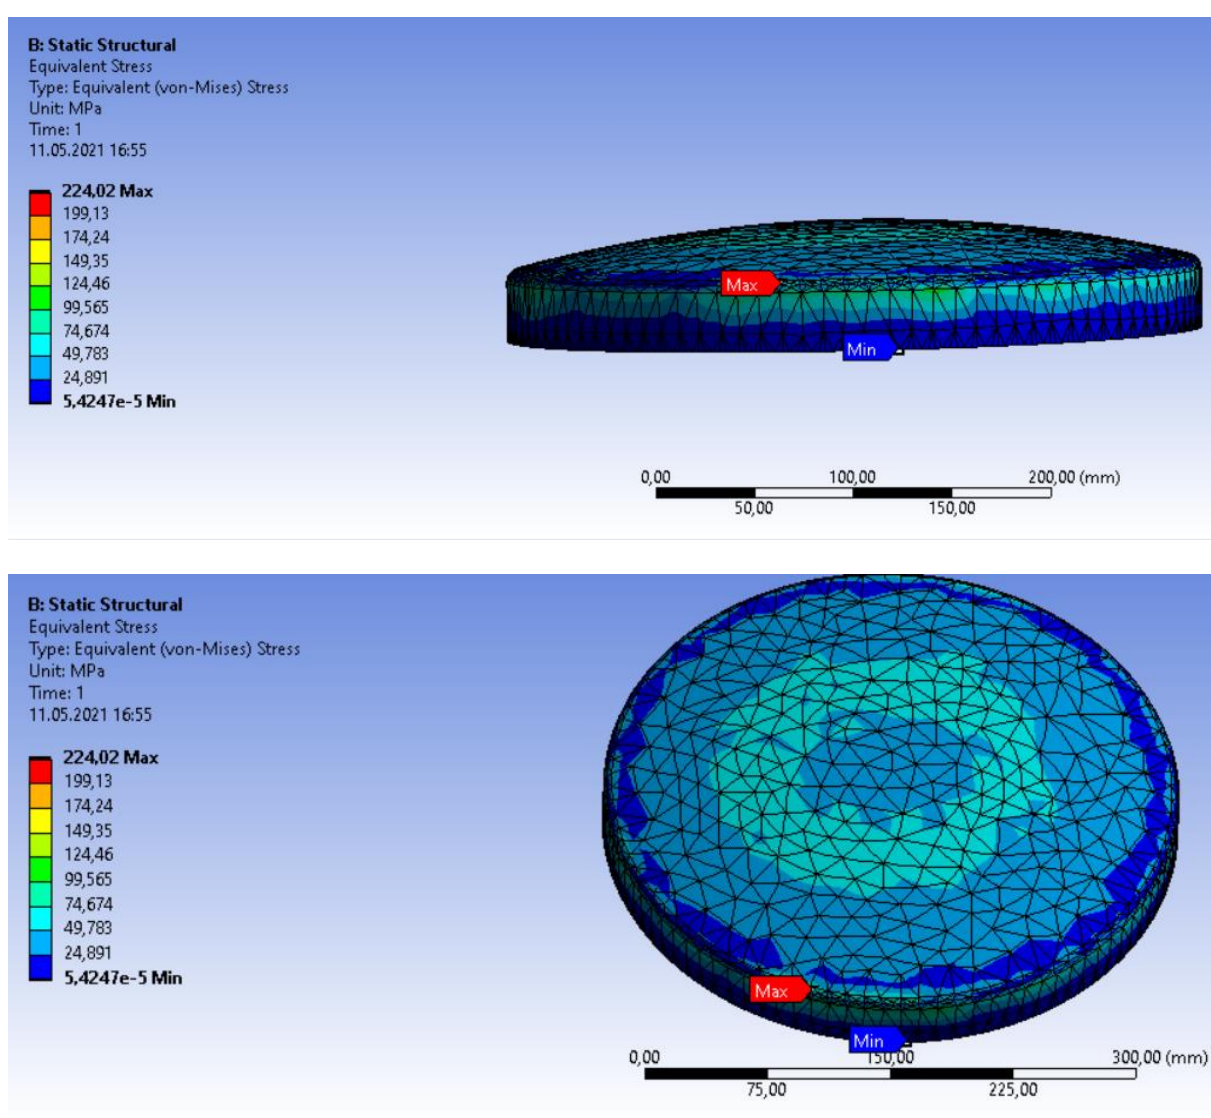 B: Static Structural
Equivalent Stress
Type: Equivalent (von-Mises) Stress
Unit: MPa
Time: 1
11.05.2021 16:55
224,02 Max
199,13
174,24
149,35
124,46
99,565
74,674
49,783
24,891
5,4247e-5 Min
Max
Min
0,00 100,00 200,00 (mm)
50,00 150,00
B: Static Structural
Equivalent Stress
Type: Equivalent (von-Mises) Stress
Unit: MPa
Time: 1
11.05.2021 16:55
224,02 Max
199,13
174,24
149,35
124,46
99,565
74,674
49,783
24,891
5,4247e-5 Min
Max
Min
0,00 150,00 300,00 (mm)
75,00 225,00